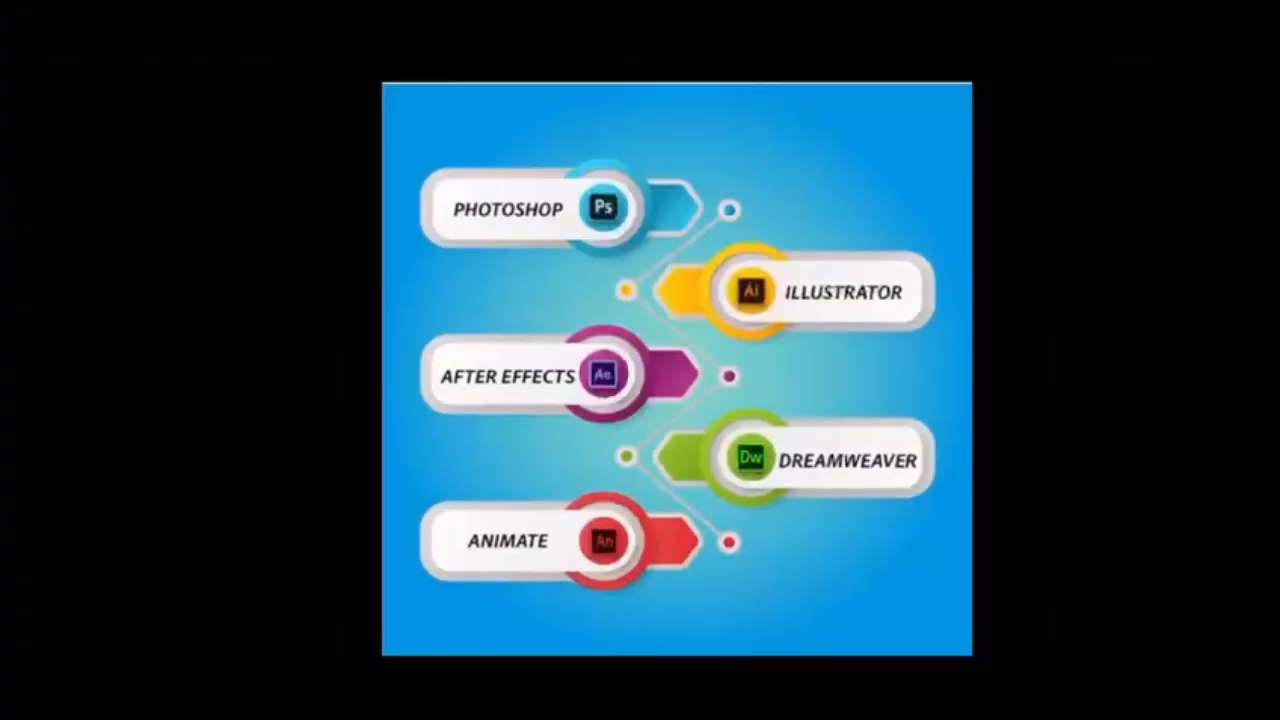 PHOTOSHOP Ps
Ai ILLUSTRATOR
AFTER EFFECTS Ae
Dw DREAMWEAVER
ANIMATE An